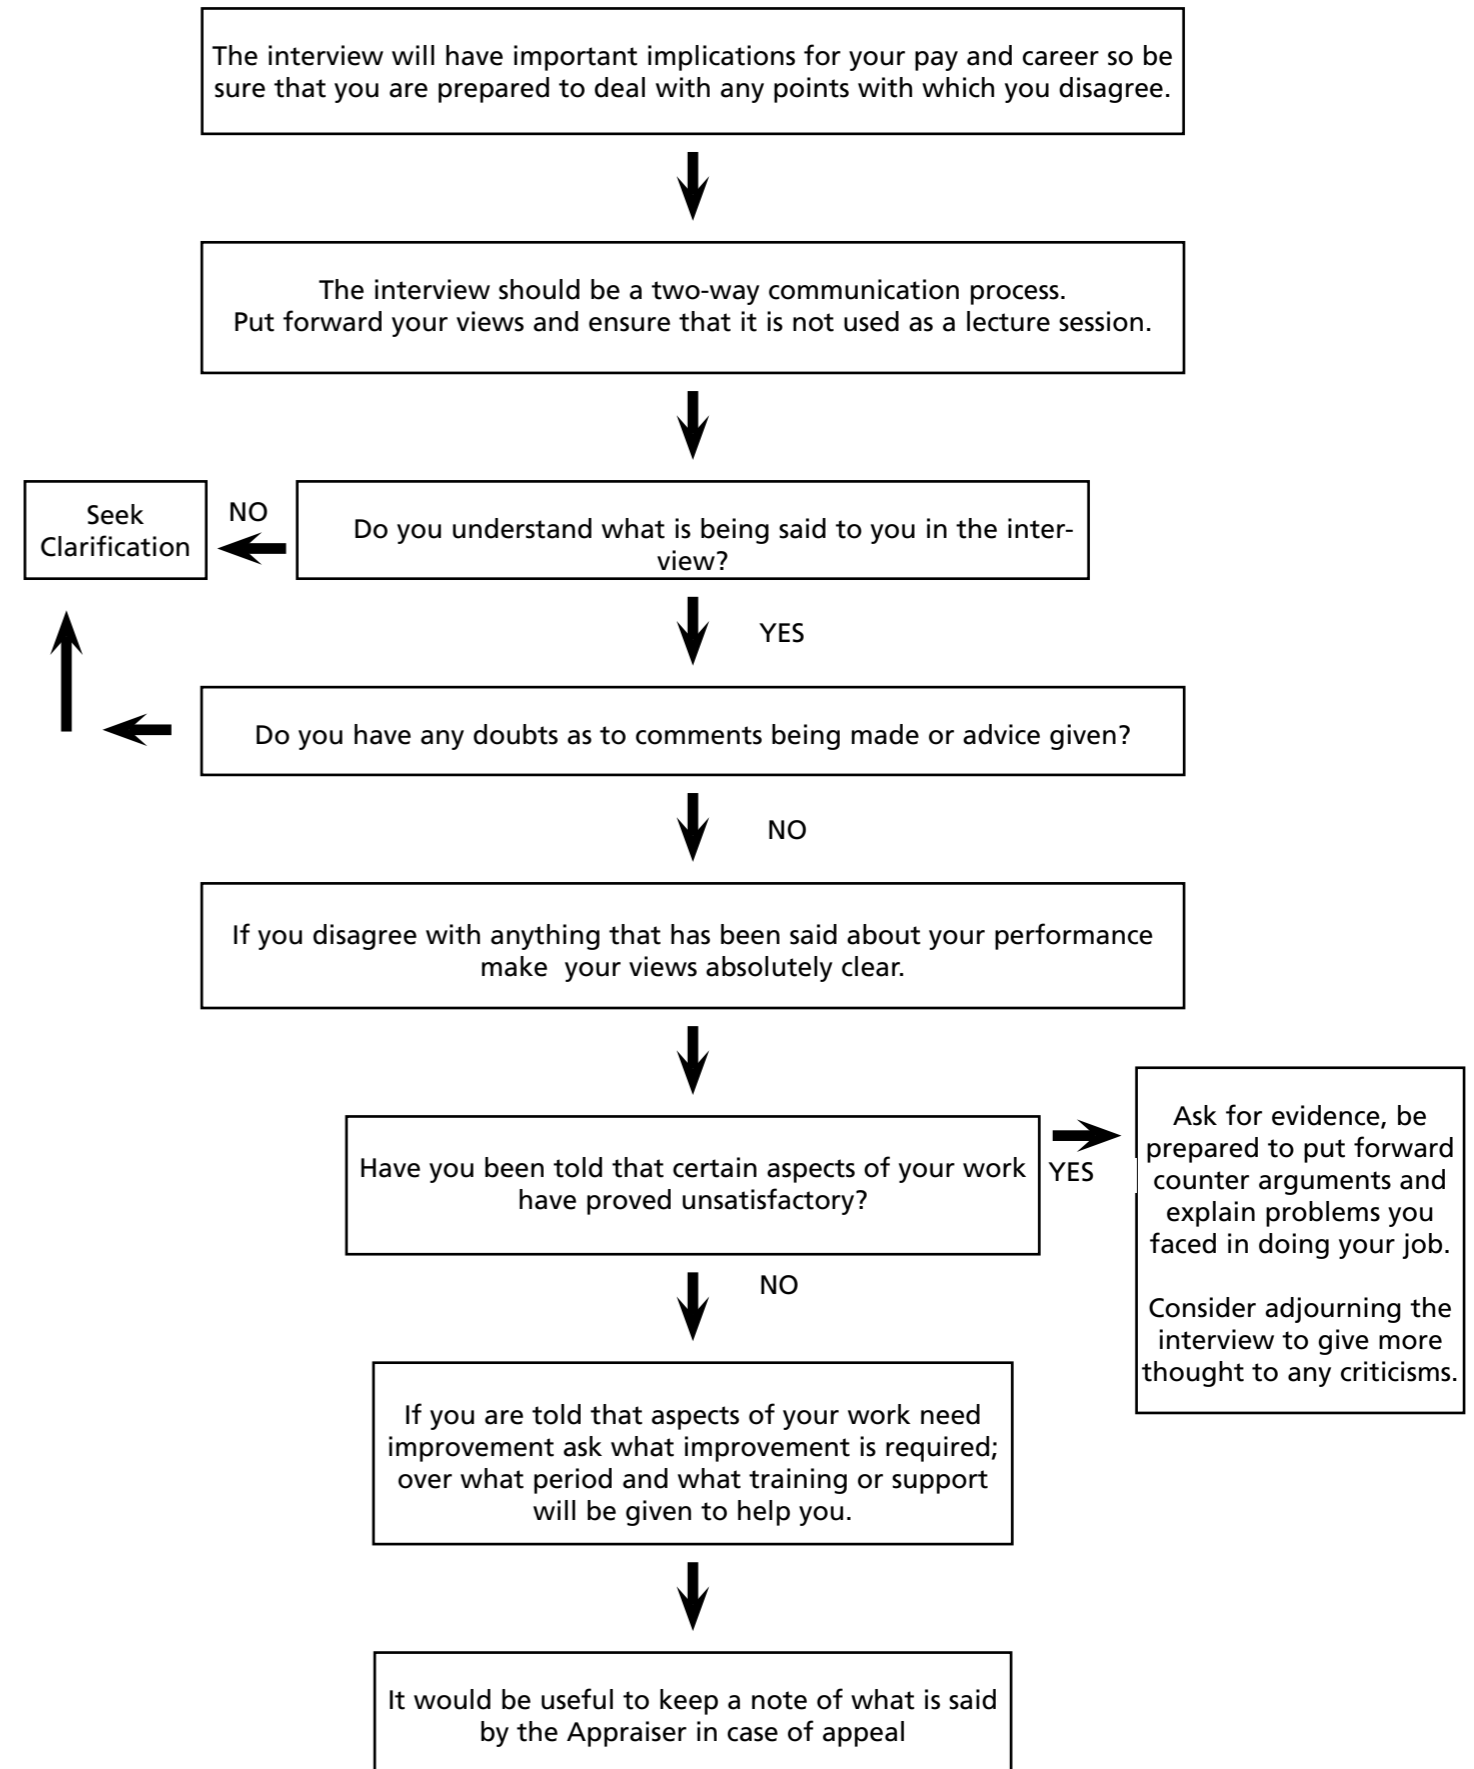 The interview will have important implications for your pay and career so be
sure that you are prepared to deal with any points with which you disagree.
The interview should be a two-way communication process.
Put forward your views and ensure that it is not used as a lecture session.
Seek
Clarification
NO
Do you understand what is being said to you in the inter-
view?
YES
Do you have any doubts as to comments being made or advice given?
NO
If you disagree with anything that has been said about your performance
make  your views absolutely clear.
Have you been told that certain aspects of your work
have proved unsatisfactory?
YES
Ask for evidence, be
prepared to put forward
counter arguments and
explain problems you
faced in doing your job.
Consider adjourning the
interview to give more
thought to any criticisms.
NO
If you are told that aspects of your work need
improvement ask what improvement is required;
over what period and what training or support
will be given to help you.
It would be useful to keep a note of what is said
by the Appraiser in case of appeal